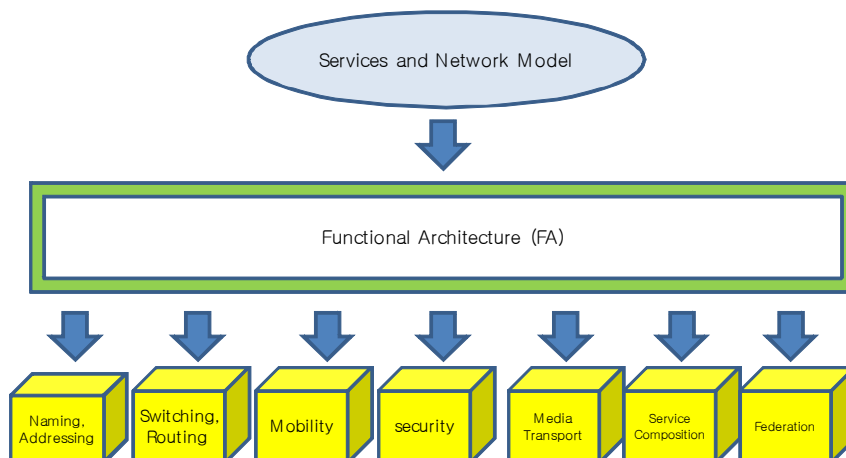 Services and Network Model
Functional Architecture (FA)
Naming,
Addressing
Switching,
Routing
Mobility
security
Media
Transport
Service
Composition
Federation